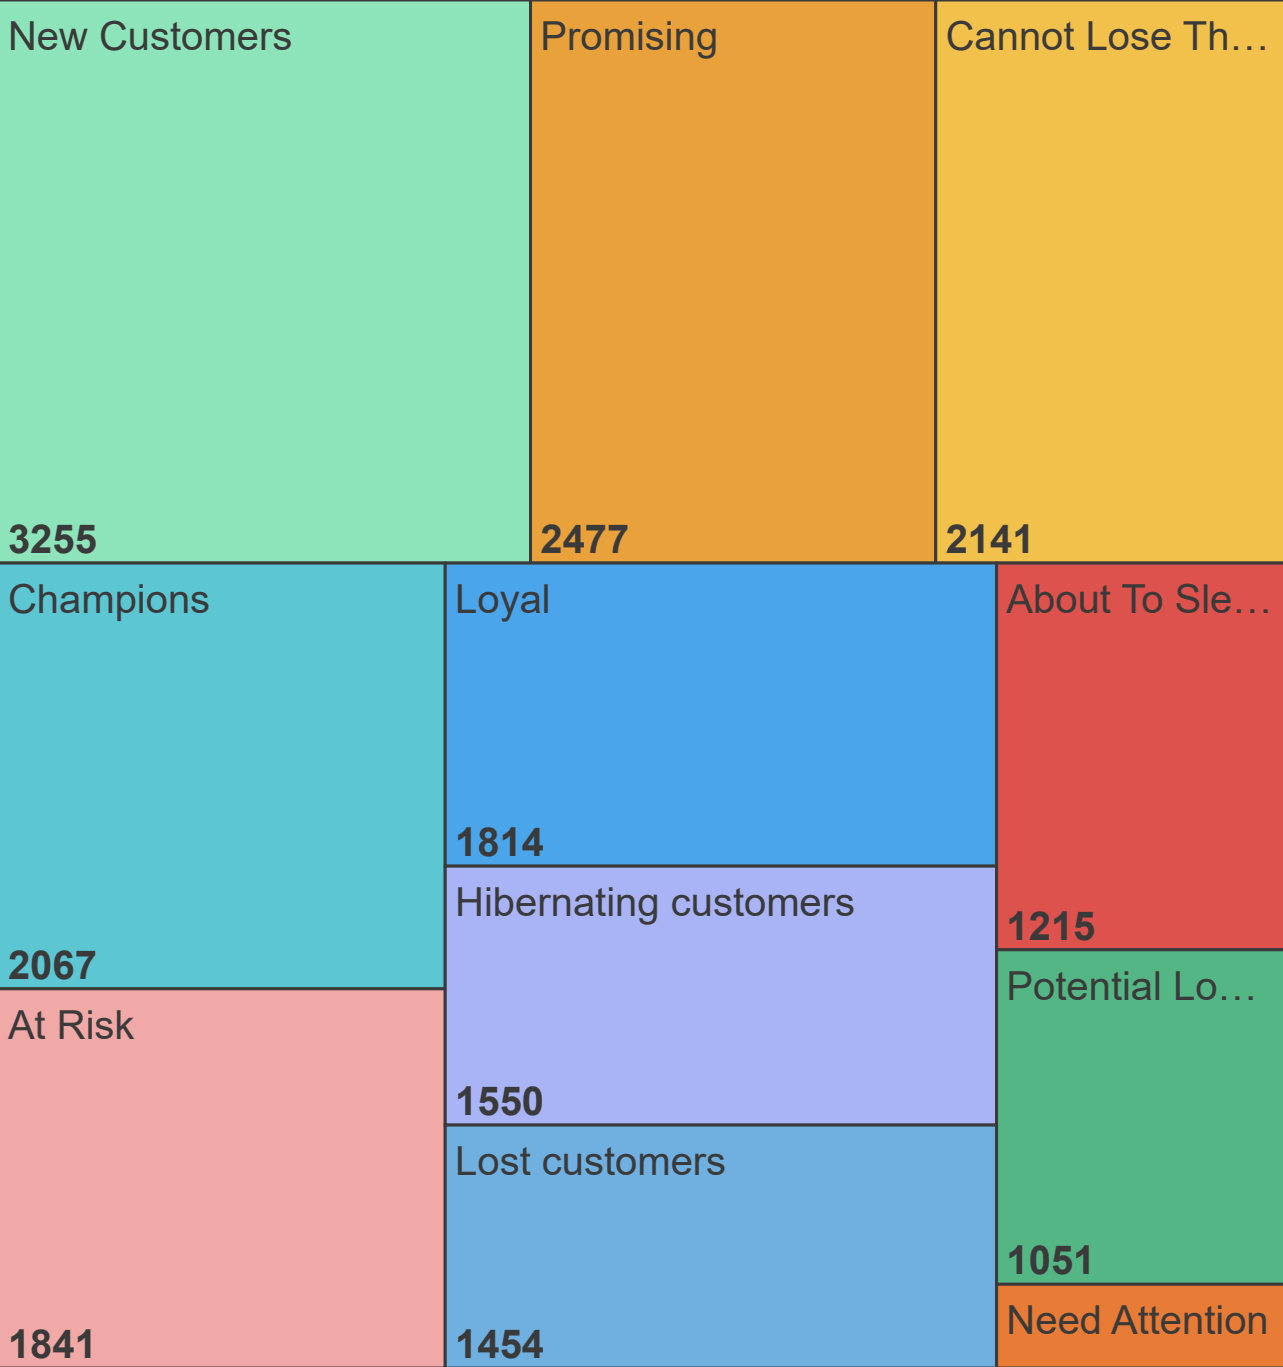 New Customers
3255
Promising
2477
Cannot Lose Th…
2141
Champions
2067
At Risk
1841
Loyal
1814
Hibernating customers
1550
Lost customers
1454
About To Sle…
1215
Potential Lo…
1051
Need Attention